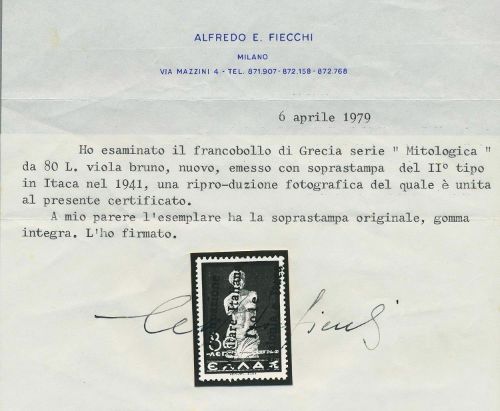 ALFREDO E. FIECCHI
MILANO
VIA MAZZINI 4 - TEL. 871.907-872.158-872.768
6 aprile 1979
Ho esaminato il francobollo di Grecia serie " Mitologica "
da 80 L. viola bruno, nuovo, emesso con soprastampa del II° tipo
in Itaca nel 1941, una ripro-duzione fotografica del quale è unita
al presente certificato.
A mio parere l'esemplare ha la soprastampa originale, gomma
integra. L'ho firmato.
ΕΛΛΑΣ